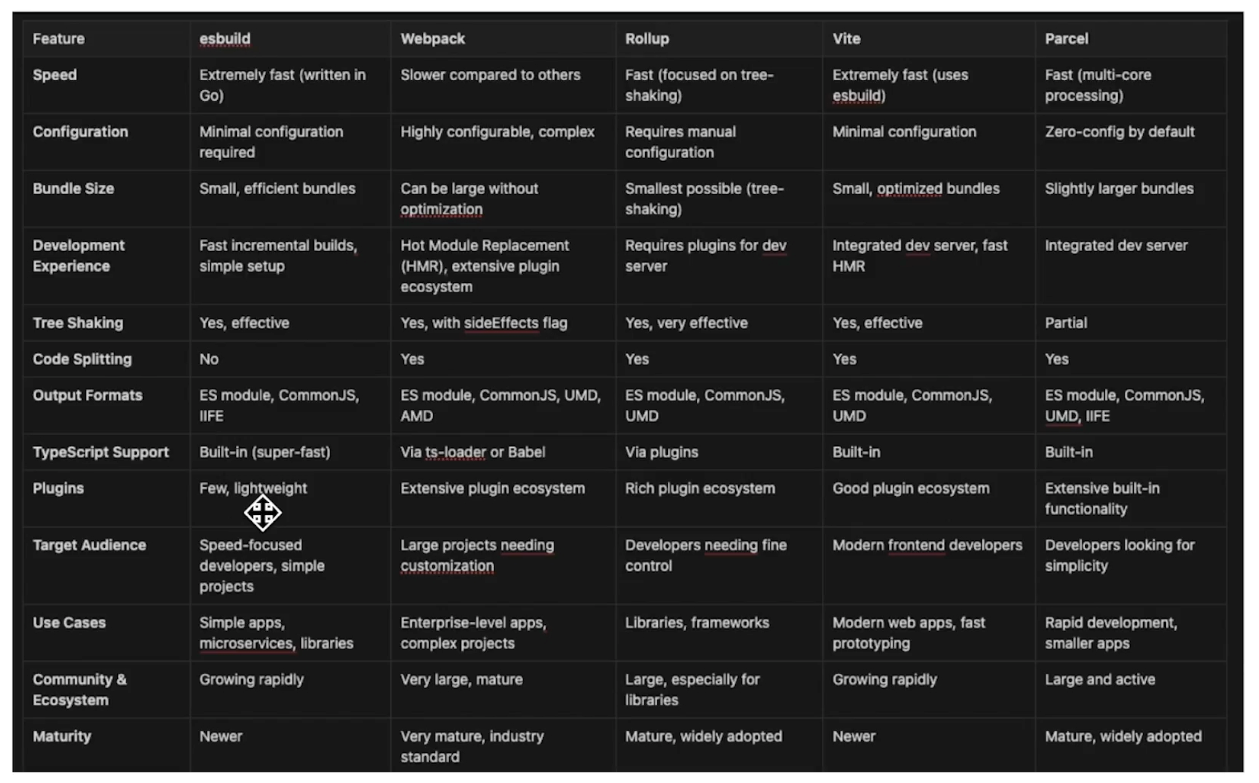 Feature esbuild Webpack Rollup Vite Parcel
Speed Extremely fast (written in Slower compared to others Fast (focused on tree- Extremely fast (uses Fast (multi-core
Go) shaking) esbuild) processing)
Configuration Minimal configuration Highly configurable, complex Requires manual Minimal configuration Zero-config by default
required configuration
Bundle Size Small, efficient bundles Can be large without Smallest possible (tree- Small, optimized bundles Slightly larger bundles
optimization shaking)
Development Fast incremental builds, Hot Module Replacement Requires plugins for dev Integrated dev server, fast Integrated dev server
Experience simple setup (HMR), extensive plugin server HMR
ecosystem
Tree Shaking Yes, effective Yes, with sideEffects flag Yes, very effective Yes, effective Partial
Code Splitting No Yes Yes Yes Yes
Output Formats ES module, CommonJS, ES module, CommonJS, UMD, ES module, CommonJS, ES module, CommonJS, ES module, CommonJS,
IIFE AMD UMD UMD UMD, IIFE
TypeScript Support Built-in (super-fast) Via ts-loader or Babel Via plugins Built-in Built-in
Plugins Few, lightweight Extensive plugin ecosystem Rich plugin ecosystem Good plugin ecosystem Extensive built-in
functionality
Target Audience Speed-focused Large projects needing Developers needing fine Modern frontend developers Developers looking for
developers, simple customization control simplicity
projects
Use Cases Simple apps, Enterprise-level apps, Libraries, frameworks Modern web apps, fast Rapid development,
microservices, libraries complex projects prototyping smaller apps
Community & Growing rapidly Very large, mature Large, especially for Growing rapidly Large and active
Ecosystem libraries
Maturity Newer Very mature, industry Mature, widely adopted Newer Mature, widely adopted
standard